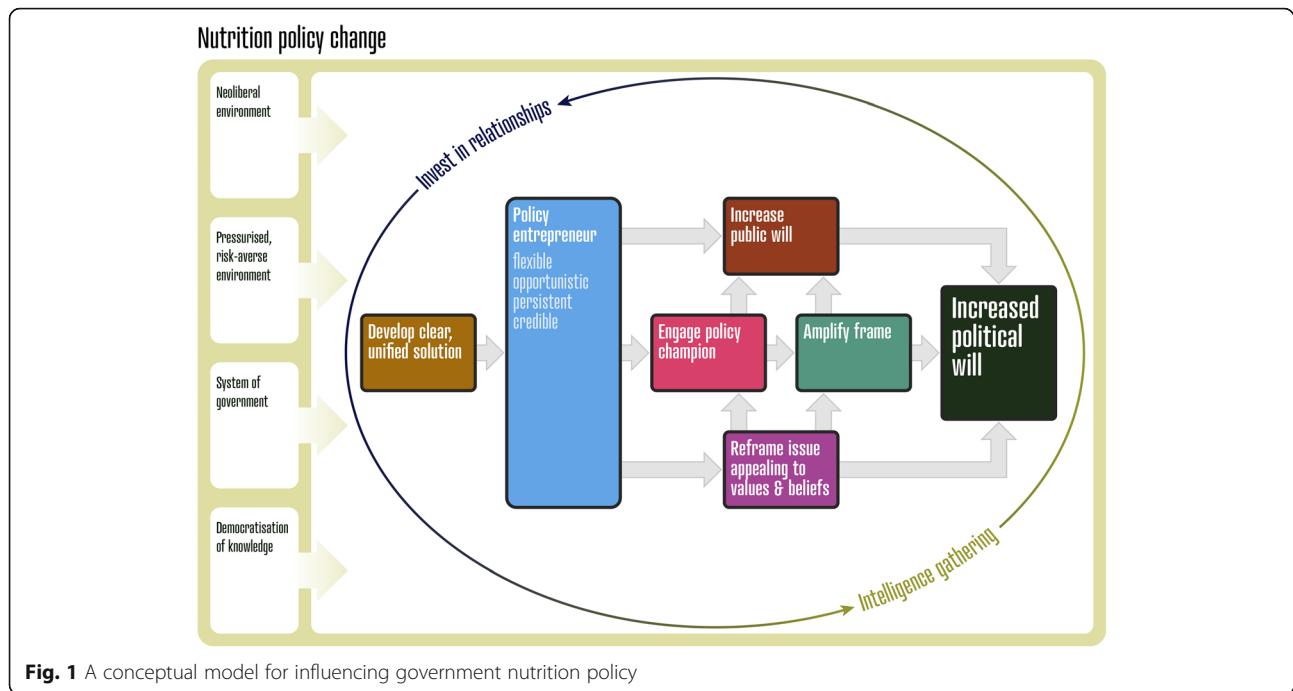 Nutrition policy change
Neoliberal
environment
Pressurised,
risk-averse
environment
System of
government
Democratisation
of knowledge
Invest in relationships
Develop clear,
unified solution
Policy
entrepreneur
flexible
opportunistic
persistent
credible
Increase
public will
Engage policy
champion
Amplify frame
Reframe issue
appealing to
values & beliefs
Increased
political
will
Intelligence gathering
Fig. 1 A conceptual model for influencing government nutrition policy